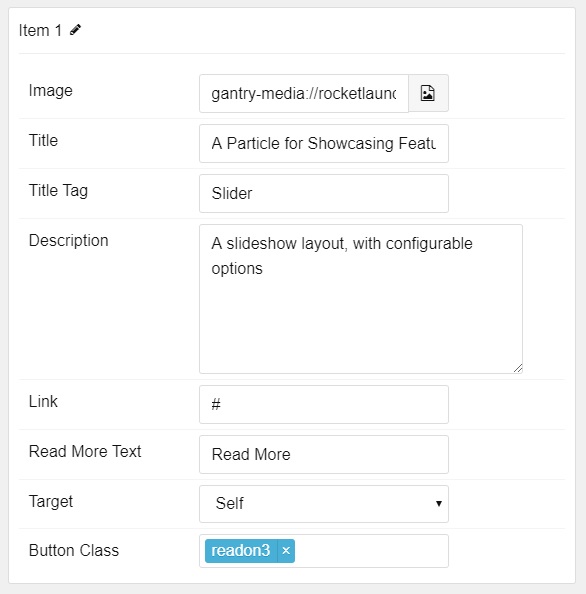 Item 1
Image
gantry-media://rocketlaunc
Title
A Particle for Showcasing Featu
Title Tag
Slider
Description
A slideshow layout, with configurable
options
Link
#
Read More Text
Read More
Target
Self
Button Class
readon3 ×